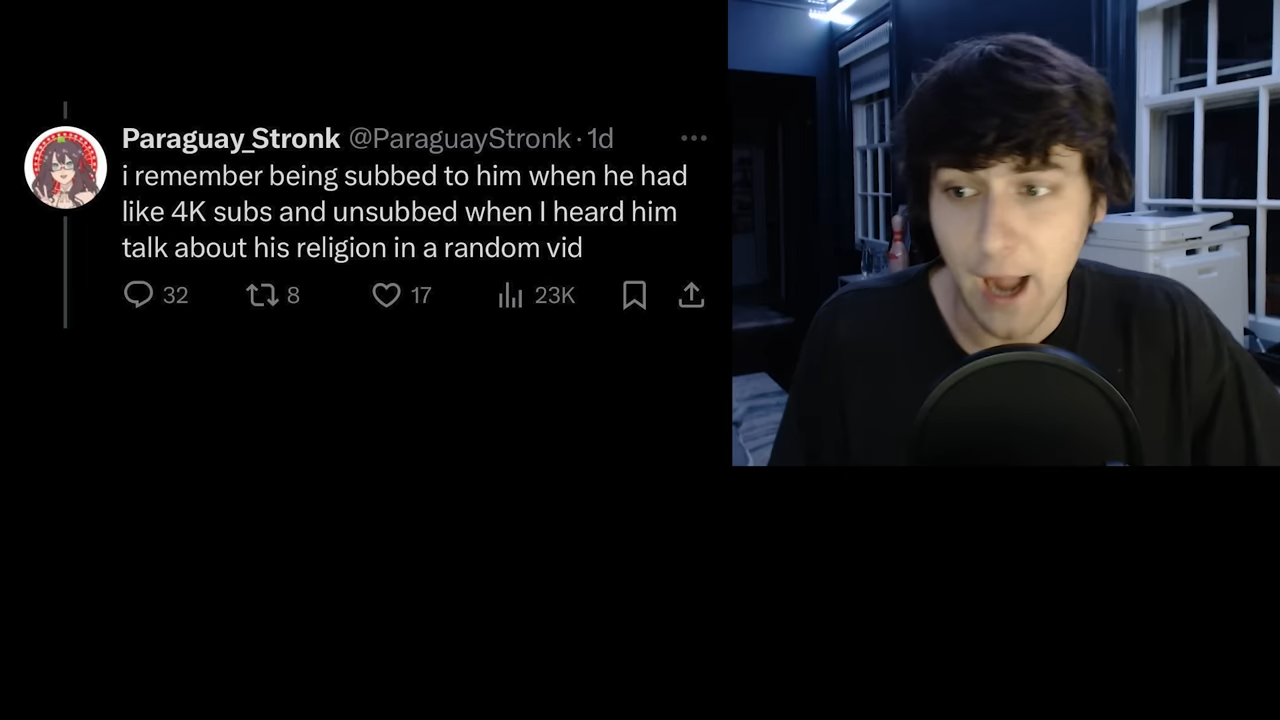 Paraguay_Stronk @ParaguayStronk · 1d
i remember being subbed to him when he had
like 4K subs and unsubbed when I heard him
talk about his religion in a random vid
32 8 17 23K